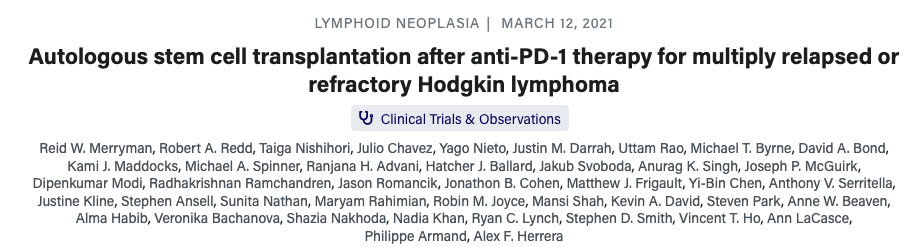 LYMPHOID NEOPLASIA | MARCH 12, 2021
Autologous stem cell transplantation after anti-PD-1 therapy for multiply relapsed or
refractory Hodgkin lymphoma
Clinical Trials & Observations
Reid W. Merryman, Robert A. Redd, Taiga Nishihori, Julio Chavez, Yago Nieto, Justin M. Darrah, Uttam Rao, Michael T. Byrne, David A. Bond,
Kami J. Maddocks, Michael A. Spinner, Ranjana H. Advani, Hatcher J. Ballard, Jakub Svoboda, Anurag K. Singh, Joseph P. McGuirk,
Dipenkumar Modi, Radhakrishnan Ramchandren, Jason Romancik, Jonathon B. Cohen, Matthew J. Frigault, Yi-Bin Chen, Anthony V. Serritella,
Justine Kline, Stephen Ansell, Sunita Nathan, Maryam Rahimian, Robin M. Joyce, Mansi Shah, Kevin A. David, Steven Park, Anne W. Beaven,
Alma Habib, Veronika Bachanova, Shazia Nakhoda, Nadia Khan, Ryan C. Lynch, Stephen D. Smith, Vincent T. Ho, Ann LaCasce,
Philippe Armand, Alex F. Herrera